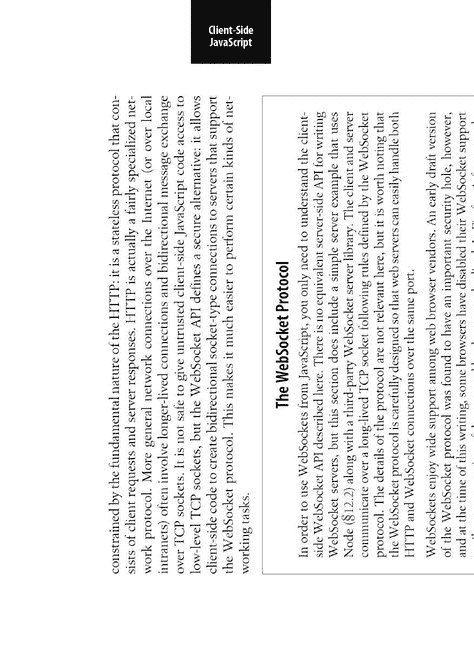 Client-Side
JavaScript
constrained by the fundamental nature of the HTTP: it is a stateless protocol that con-
sists of client requests and server responses. HTTP is actually a fairly specialized net-
work protocol. More general network connections over the Internet (or over local
intranets) often involve longer-lived connections and bidirectional message exchange
over TCP sockets. It is not safe to give untrusted client-side JavaScript code access to
low-level TCP sockets, but the WebSocket API defines a secure alternative: it allows
client-side code to create bidirectional socket-type connections to servers that support
the WebSocket protocol. This makes it much easier to perform certain kinds of net-
working tasks.
The WebSocket Protocol
In order to use WebSockets from JavaScript, you only need to understand the client-
side WebSocket API described here. There is no equivalent server-side API for writing
WebSocket servers, but this section does include a simple server example that uses
Node (§12.2) along with a third-party WebSocket server library. The client and server
communicate over a long-lived TCP socket following rules defined by the WebSocket
protocol. The details of the protocol are not relevant here, but it is worth noting that
the WebSocket protocol is carefully designed so that web servers can easily handle both
HTTP and WebSocket connections over the same port.
WebSockets enjoy wide support among web browser vendors. An early draft version
of the WebSocket protocol was found to have an important security hole, however,
and at the time of this writing, some browsers have disabled their WebSocket support